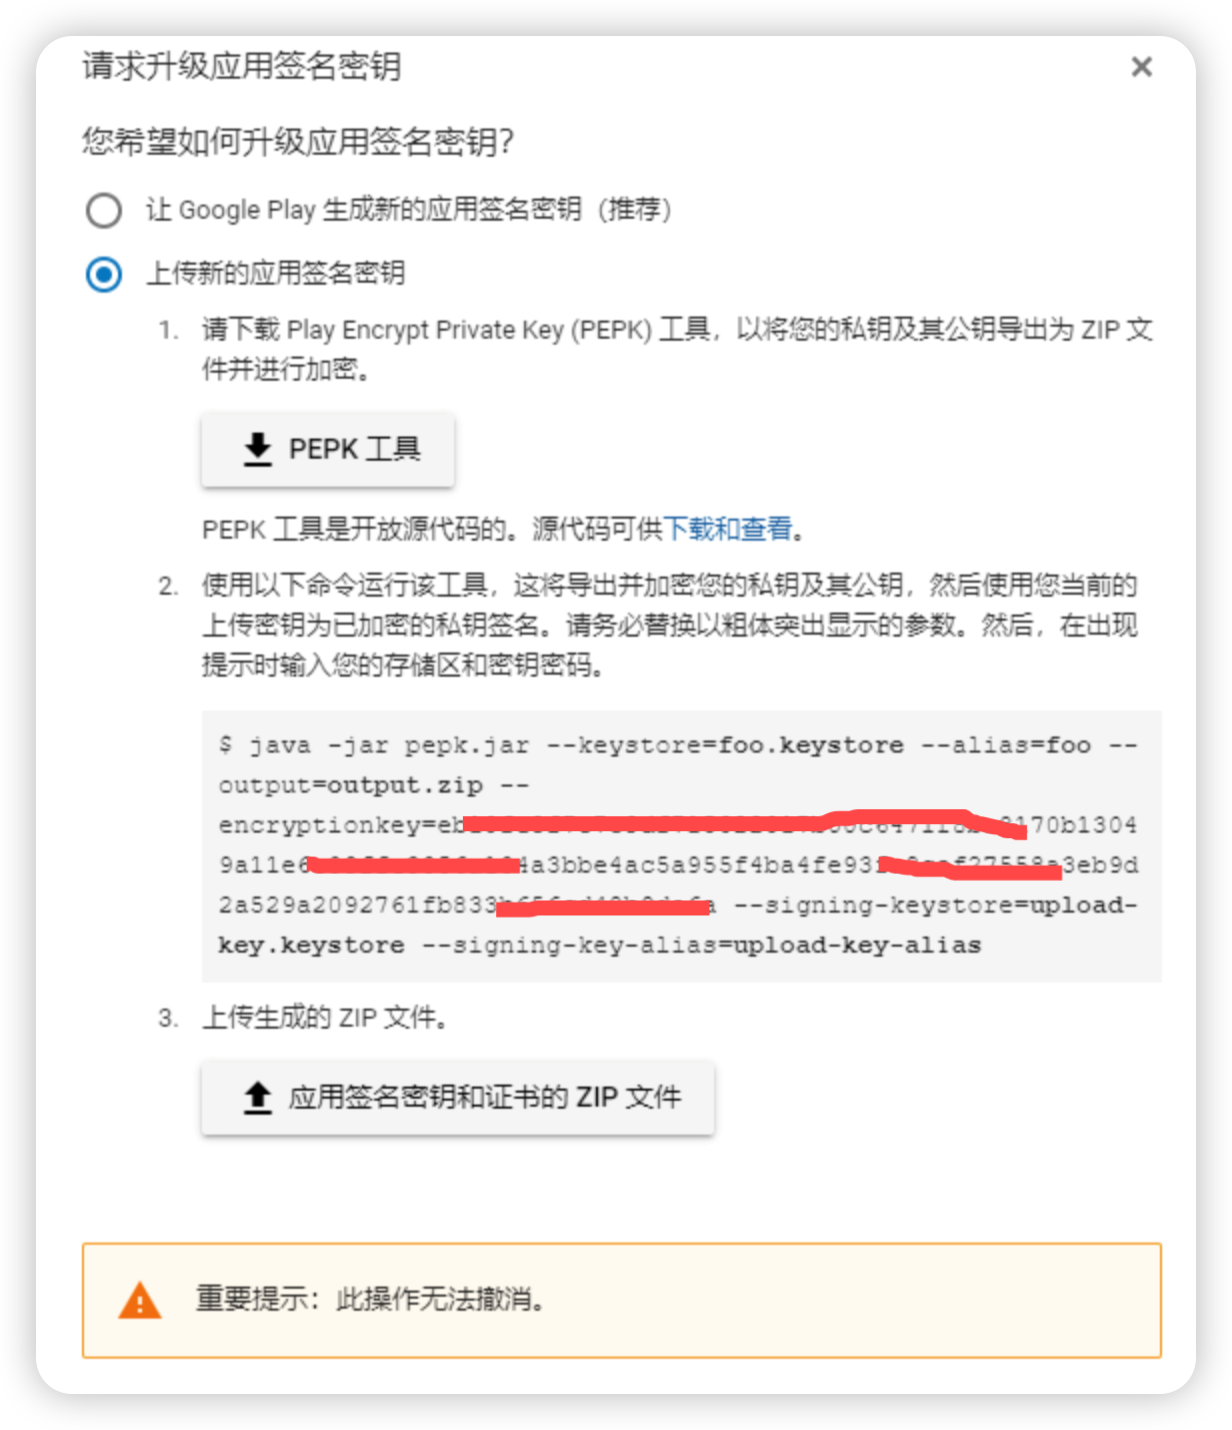 请求升级应用签名密钥
您希望如何升级应用签名密钥？
让 Google Play 生成新的应用签名密钥（推荐）
上传新的应用签名密钥
1. 请下载 Play Encrypt Private Key (PEPK) 工具，以将您的私钥及其公钥导出为 ZIP 文
件并进行加密。
PEPK 工具
PEPK 工具是开放源代码的。源代码可供下载和查看。
2. 使用以下命令运行该工具，这将导出并加密您的私钥及其公钥，然后使用您当前的
上传密钥为已加密的私钥签名。请务必替换以粗体突出显示的参数。然后，在出现
提示时输入您的存储区和密钥密码。
$ java -jar pepk.jar --keystore=foo.keystore --alias=foo --
output=output.zip --
encryptionkey=eb 70b1304
9a11e6 4a3bbe4ac5a955f4ba4fe93 3eb9d
2a529a2092761fb833 --signing-keystore=upload-
key.keystore --signing-key-alias=upload-key-alias
3. 上传生成的 ZIP 文件。
应用签名密钥和证书的 ZIP 文件
重要提示：此操作无法撤消。